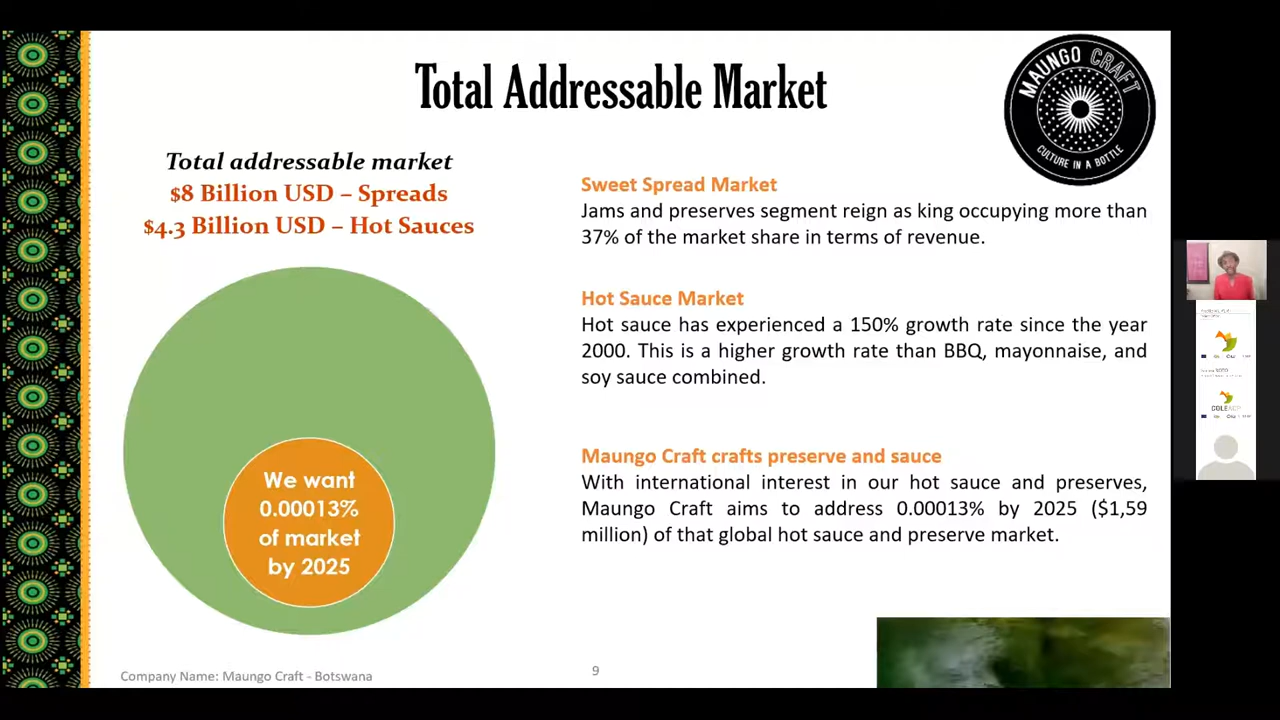 Total Addressable Market
MAUNGO CRAFT
CULTURE IN A BOTTLE
Total addressable market
$8 Billion USD – Spreads
$4.3 Billion USD – Hot Sauces
We want
0.00013%
of market
by 2025
Sweet Spread Market
Jams and preserves segment reign as king occupying more than
37% of the market share in terms of revenue.
Hot Sauce Market
Hot sauce has experienced a 150% growth rate since the year
2000. This is a higher growth rate than BBQ, mayonnaise, and
soy sauce combined.
Maungo Craft crafts preserve and sauce
With international interest in our hot sauce and preserves,
Maungo Craft aims to address 0.00013% by 2025 ($1,59
million) of that global hot sauce and preserve market.
Company Name: Maungo Craft - Botswana
9